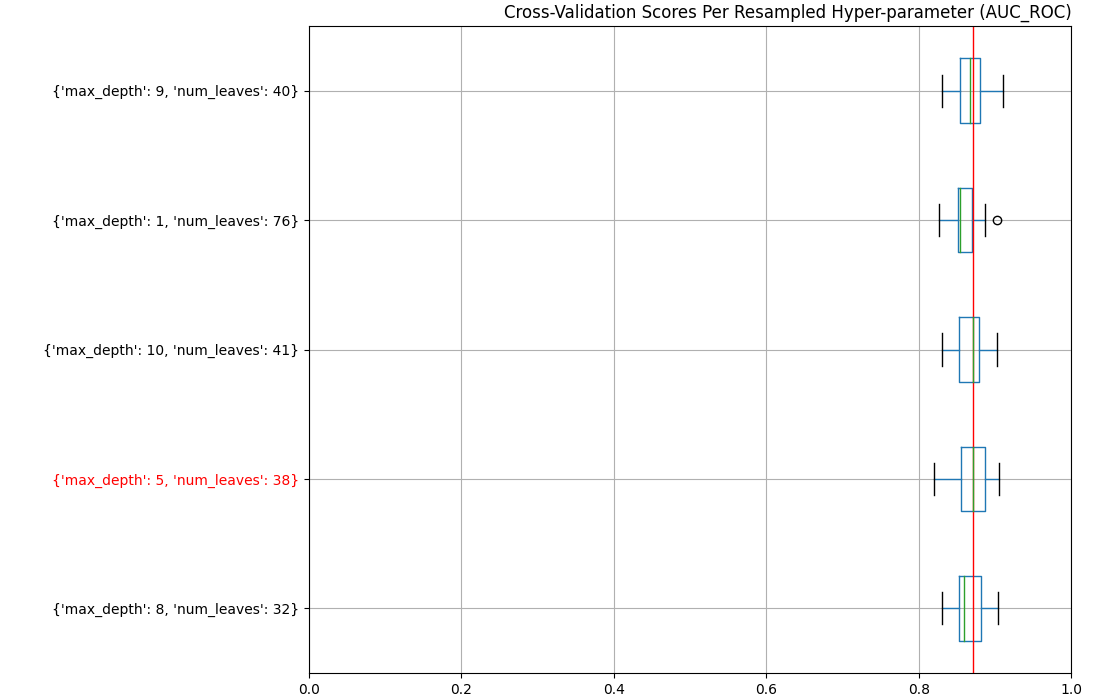 Cross-Validation Scores Per Resampled Hyper-parameter (AUC_ROC)
{'max_depth': 9, 'num_leaves': 40}
{'max_depth': 1, 'num_leaves': 76}
{'max_depth': 10, 'num_leaves': 41}
{'max_depth': 5, 'num_leaves': 38}
{'max_depth': 8, 'num_leaves': 32}
0.0 0.2 0.4 0.6 0.8 1.0